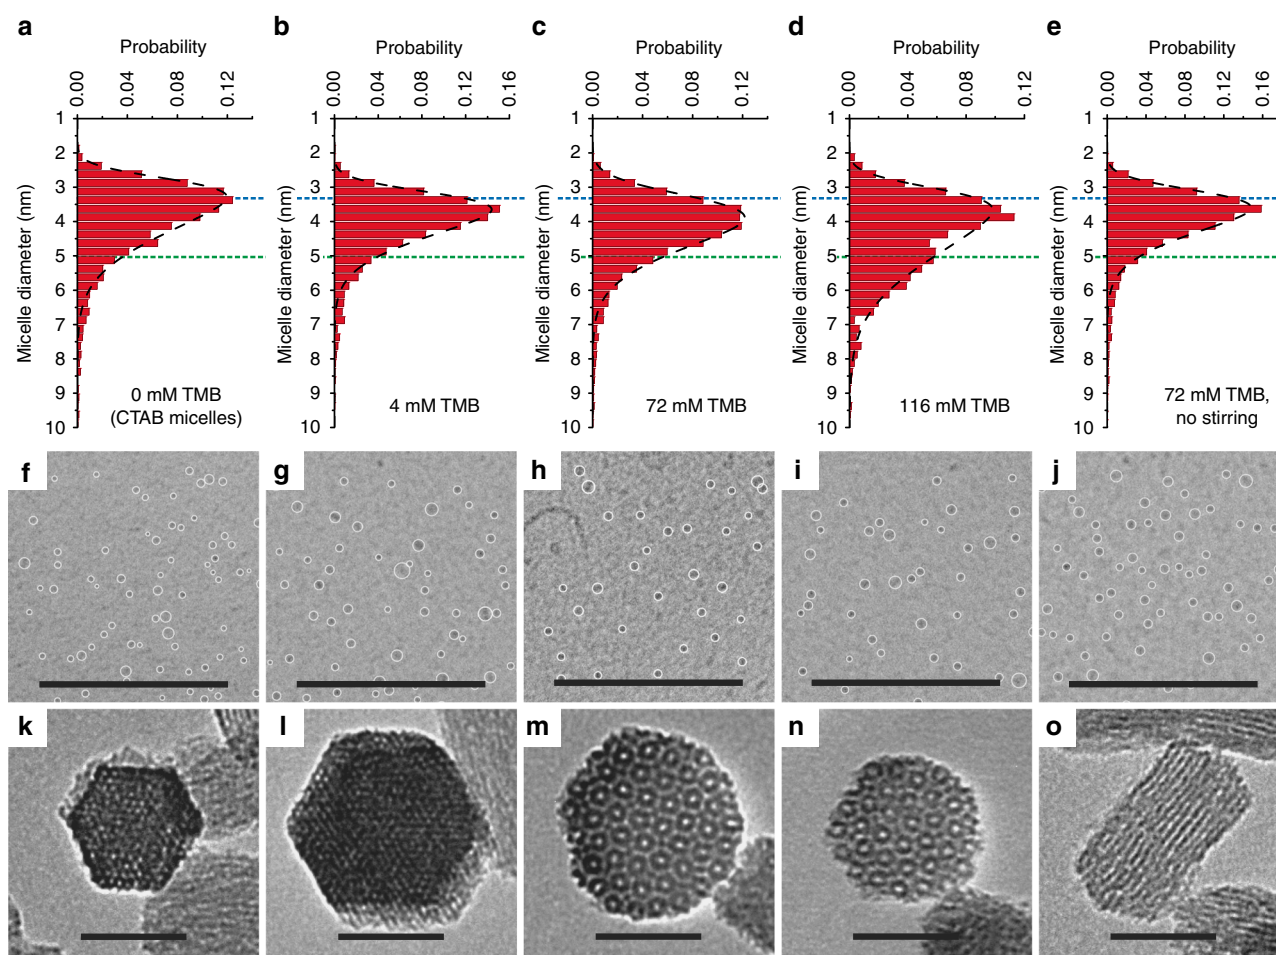 a
b
c
d
e
Probability
Probability
Probability
Probability
Probability
0.00 0.04 0.08 0.12
0.00 0.04 0.08 0.12 0.16
0.00 0.04 0.08 0.12
0.00 0.04 0.08 0.12
0.00 0.04 0.08 0.12 0.16
Micelle diameter (nm)
1
2
3
4
5
6
7
8
9
10
0 mM TMB
(CTAB micelles)
Micelle diameter (nm)
1
2
3
4
5
6
7
8
9
10
4 mM TMB
Micelle diameter (nm)
1
2
3
4
5
6
7
8
9
10
72 mM TMB
Micelle diameter (nm)
1
2
3
4
5
6
7
8
9
10
116 mM TMB
Micelle diameter (nm)
1
2
3
4
5
6
7
8
9
10
72 mM TMB,
no stirring
f
g
h
i
j
k
l
m
n
o